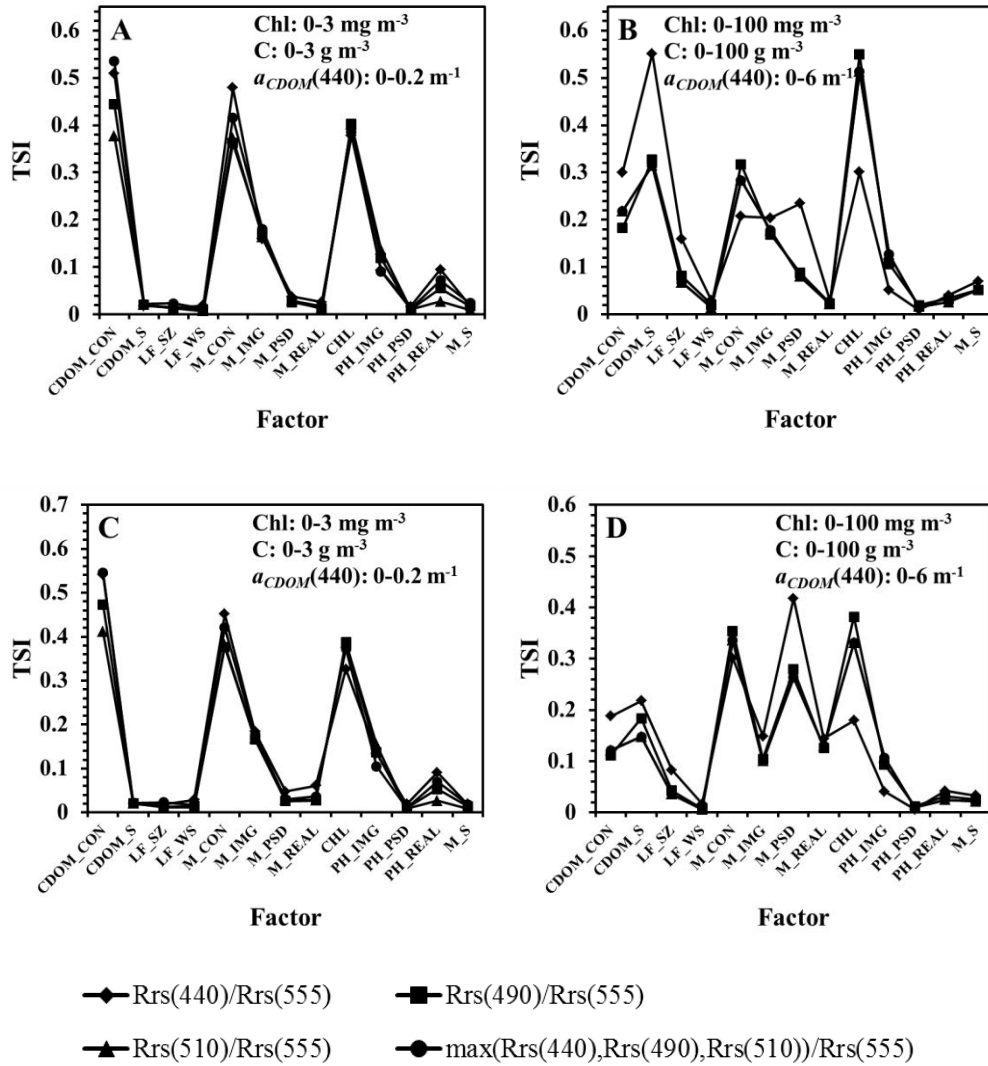 A
Chl: 0-3 mg m-3
C: 0-3 g m-3
aCDOM(440): 0-0.2 m-1
TSI
0.6
0.5
0.4
0.3
0.2
0.1
0
CDOM_CON
CDOM_S
LF_SZ
LF_WS
M_CON
M_IMG
M_PSD
M_REAL
CHL
PH_IMG
PH_PSD
PH_REAL
M_S
Factor
B
Chl: 0-100 mg m-3
C: 0-100 g m-3
aCDOM(440): 0-6 m-1
TSI
0.6
0.5
0.4
0.3
0.2
0.1
0
CDOM_CON
CDOM_S
LF_SZ
LF_WS
M_CON
M_IMG
M_PSD
M_REAL
CHL
PH_IMG
PH_PSD
PH_REAL
M_S
Factor
C
Chl: 0-3 mg m-3
C: 0-3 g m-3
aCDOM(440): 0-0.2 m-1
TSI
0.7
0.6
0.5
0.4
0.3
0.2
0.1
0
CDOM_CON
CDOM_S
LF_SZ
LF_WS
M_CON
M_IMG
M_PSD
M_REAL
CHL
PH_IMG
PH_PSD
PH_REAL
M_S
Factor
D
Chl: 0-100 mg m-3
C: 0-100 g m-3
aCDOM(440): 0-6 m-1
TSI
0.6
0.5
0.4
0.3
0.2
0.1
0
CDOM_CON
CDOM_S
LF_SZ
LF_WS
M_CON
M_IMG
M_PSD
M_REAL
CHL
PH_IMG
PH_PSD
PH_REAL
M_S
Factor
Rrs(440)/Rrs(555)
Rrs(490)/Rrs(555)
Rrs(510)/Rrs(555)
max(Rrs(440),Rrs(490),Rrs(510))/Rrs(555)